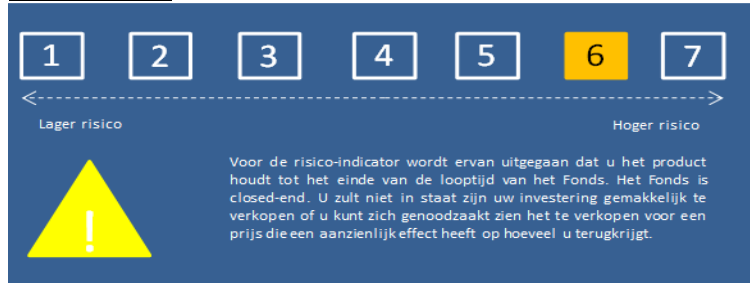 1 2 3 4 5 6 7
Lager risico Hoger risico
Voor de risico-indicator wordt ervan uitgegaan dat u het product
houdt tot het einde van de looptijd van het Fonds. Het Fonds is
closed-end. U zult niet in staat zijn uw investering gemakkelijk te
verkopen of u kunt zich genoodzaakt zien het te verkopen voor een
prijs die een aanzienlijk effect heeft op hoeveel u terugkrijgt.
!